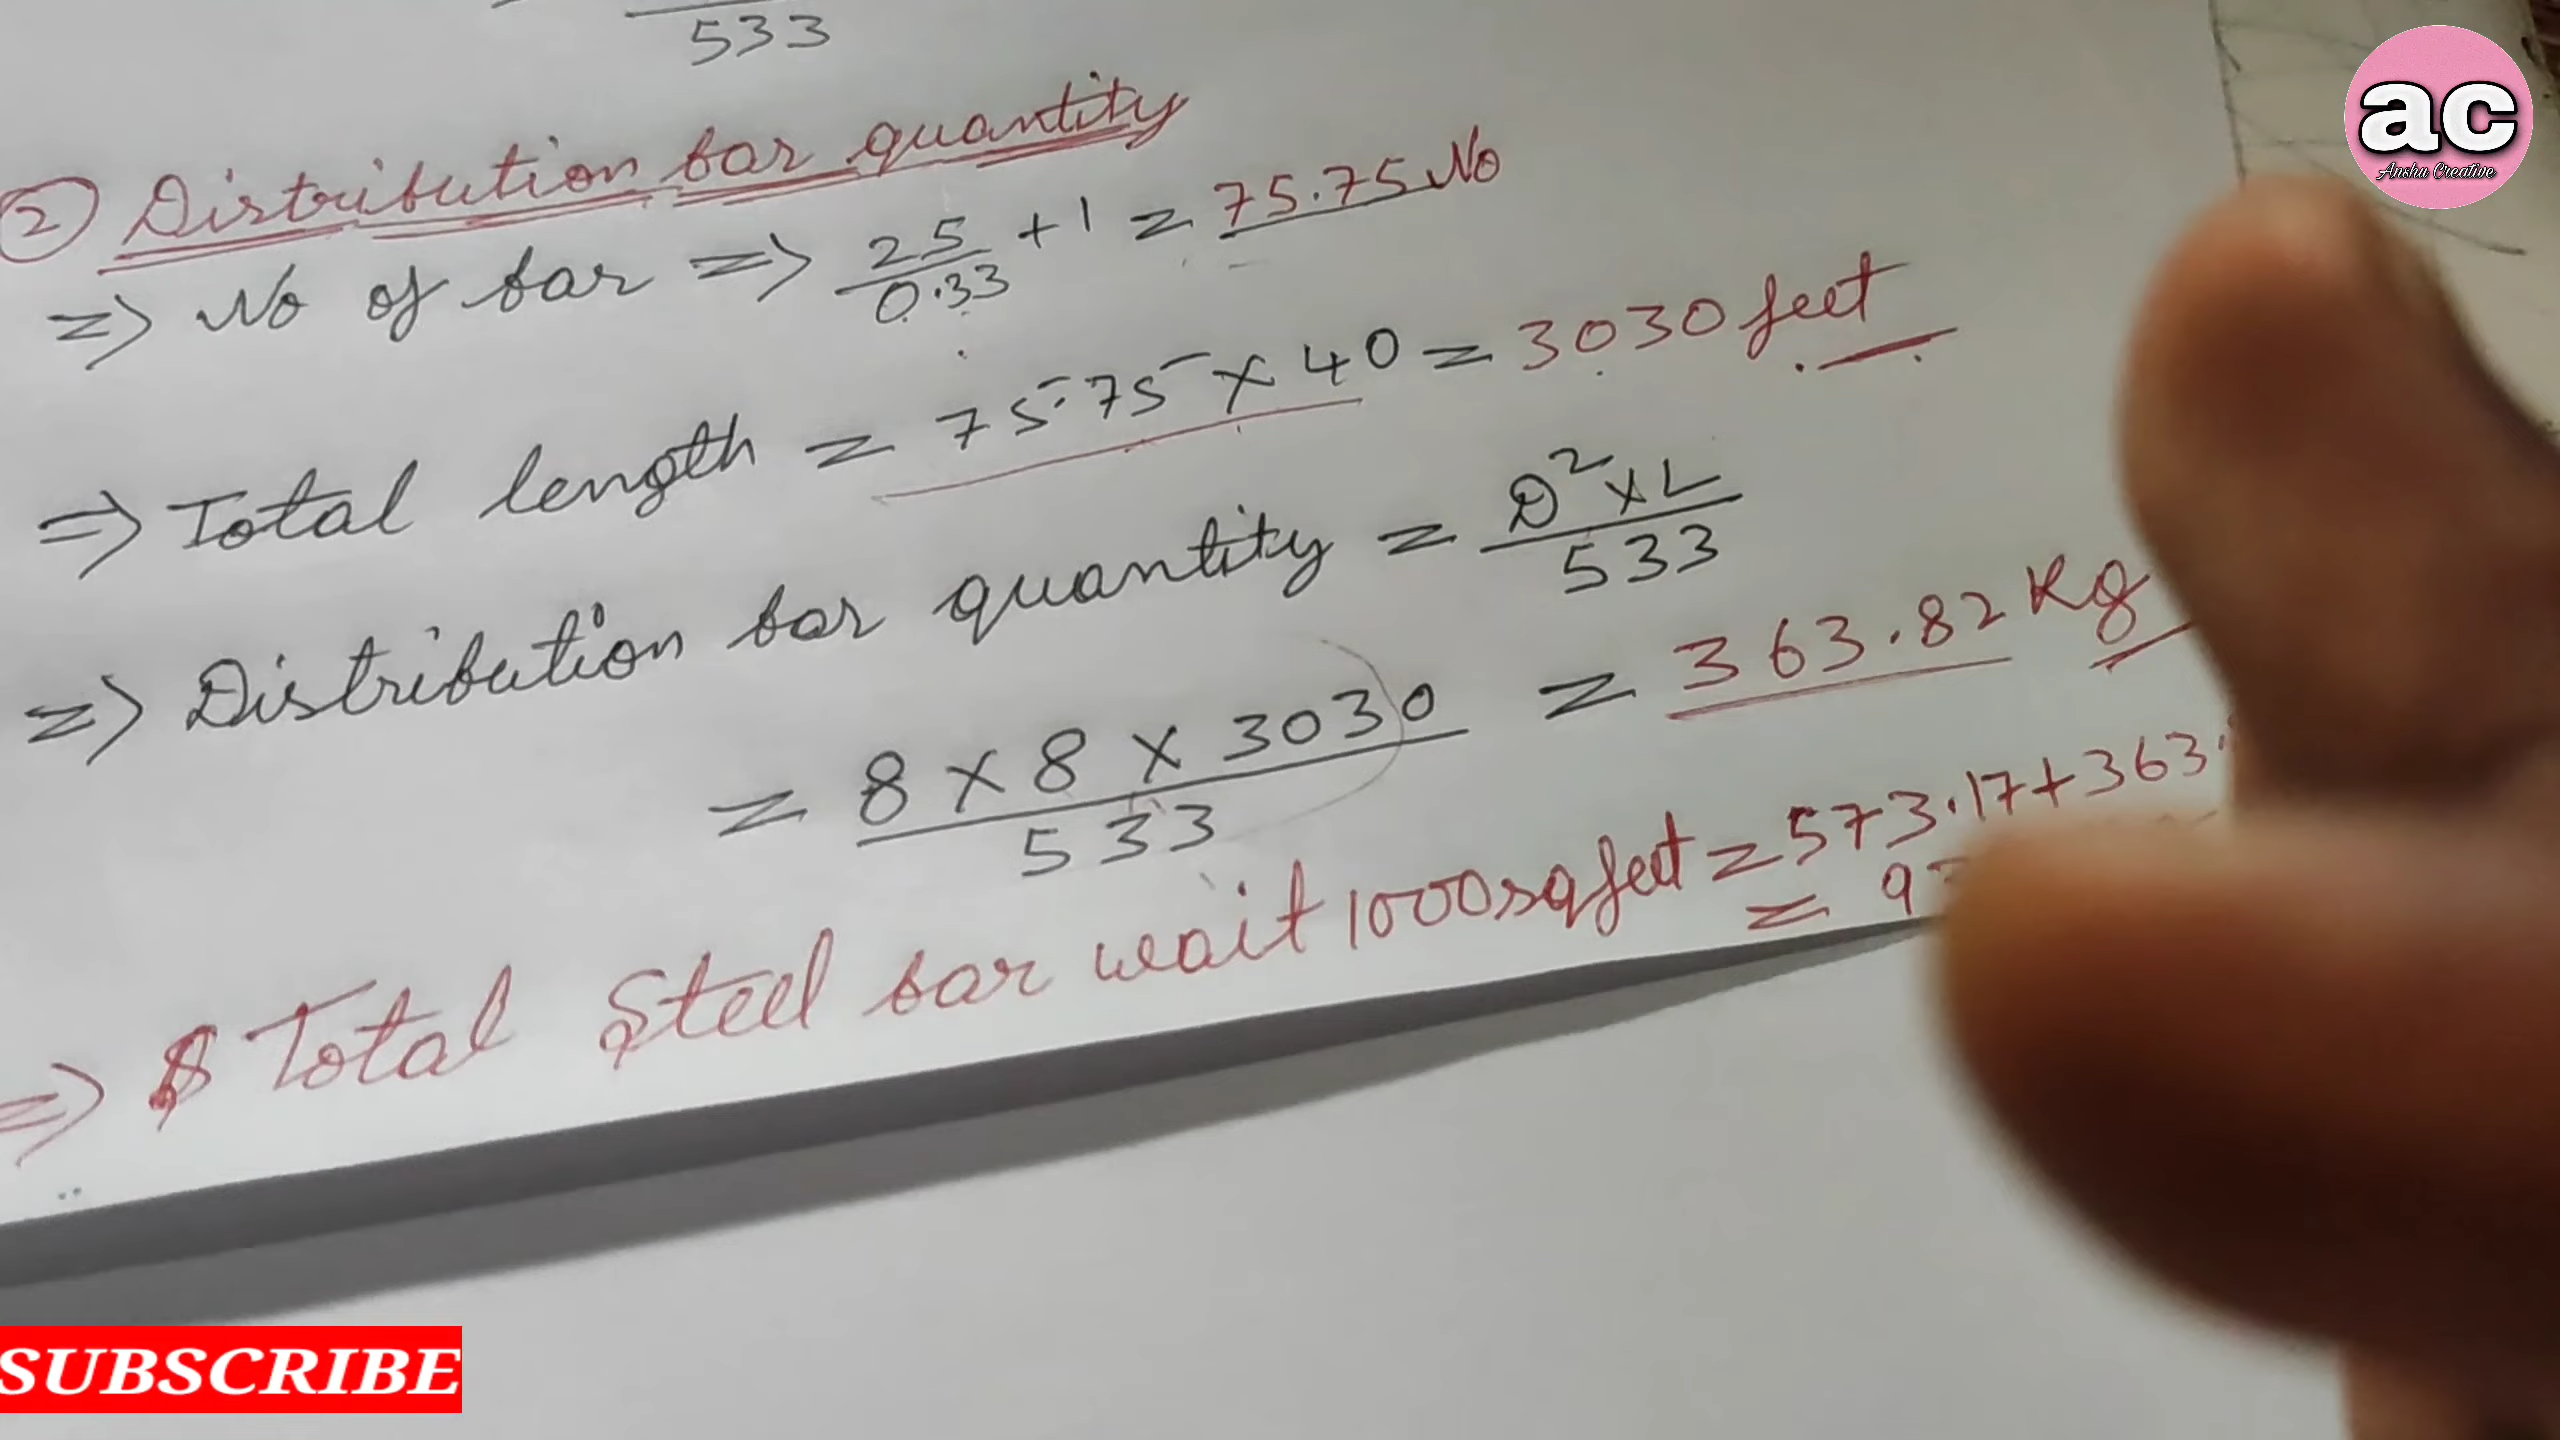 533
ac
Anshu Creative
② Distribution bar quantity
=> No of bar => 25/0.33 + 1 = 75.75 No
=> Total length = 75.75 x 40 = 3030 feet
=> Distribution bar quantity = D² x L / 533
= 8 x 8 x 3030 / 533 = 363.82 Kg
=> Total Steel bar wait 1000 sq feet = 573.17 + 363.
= 9
SUBSCRIBE